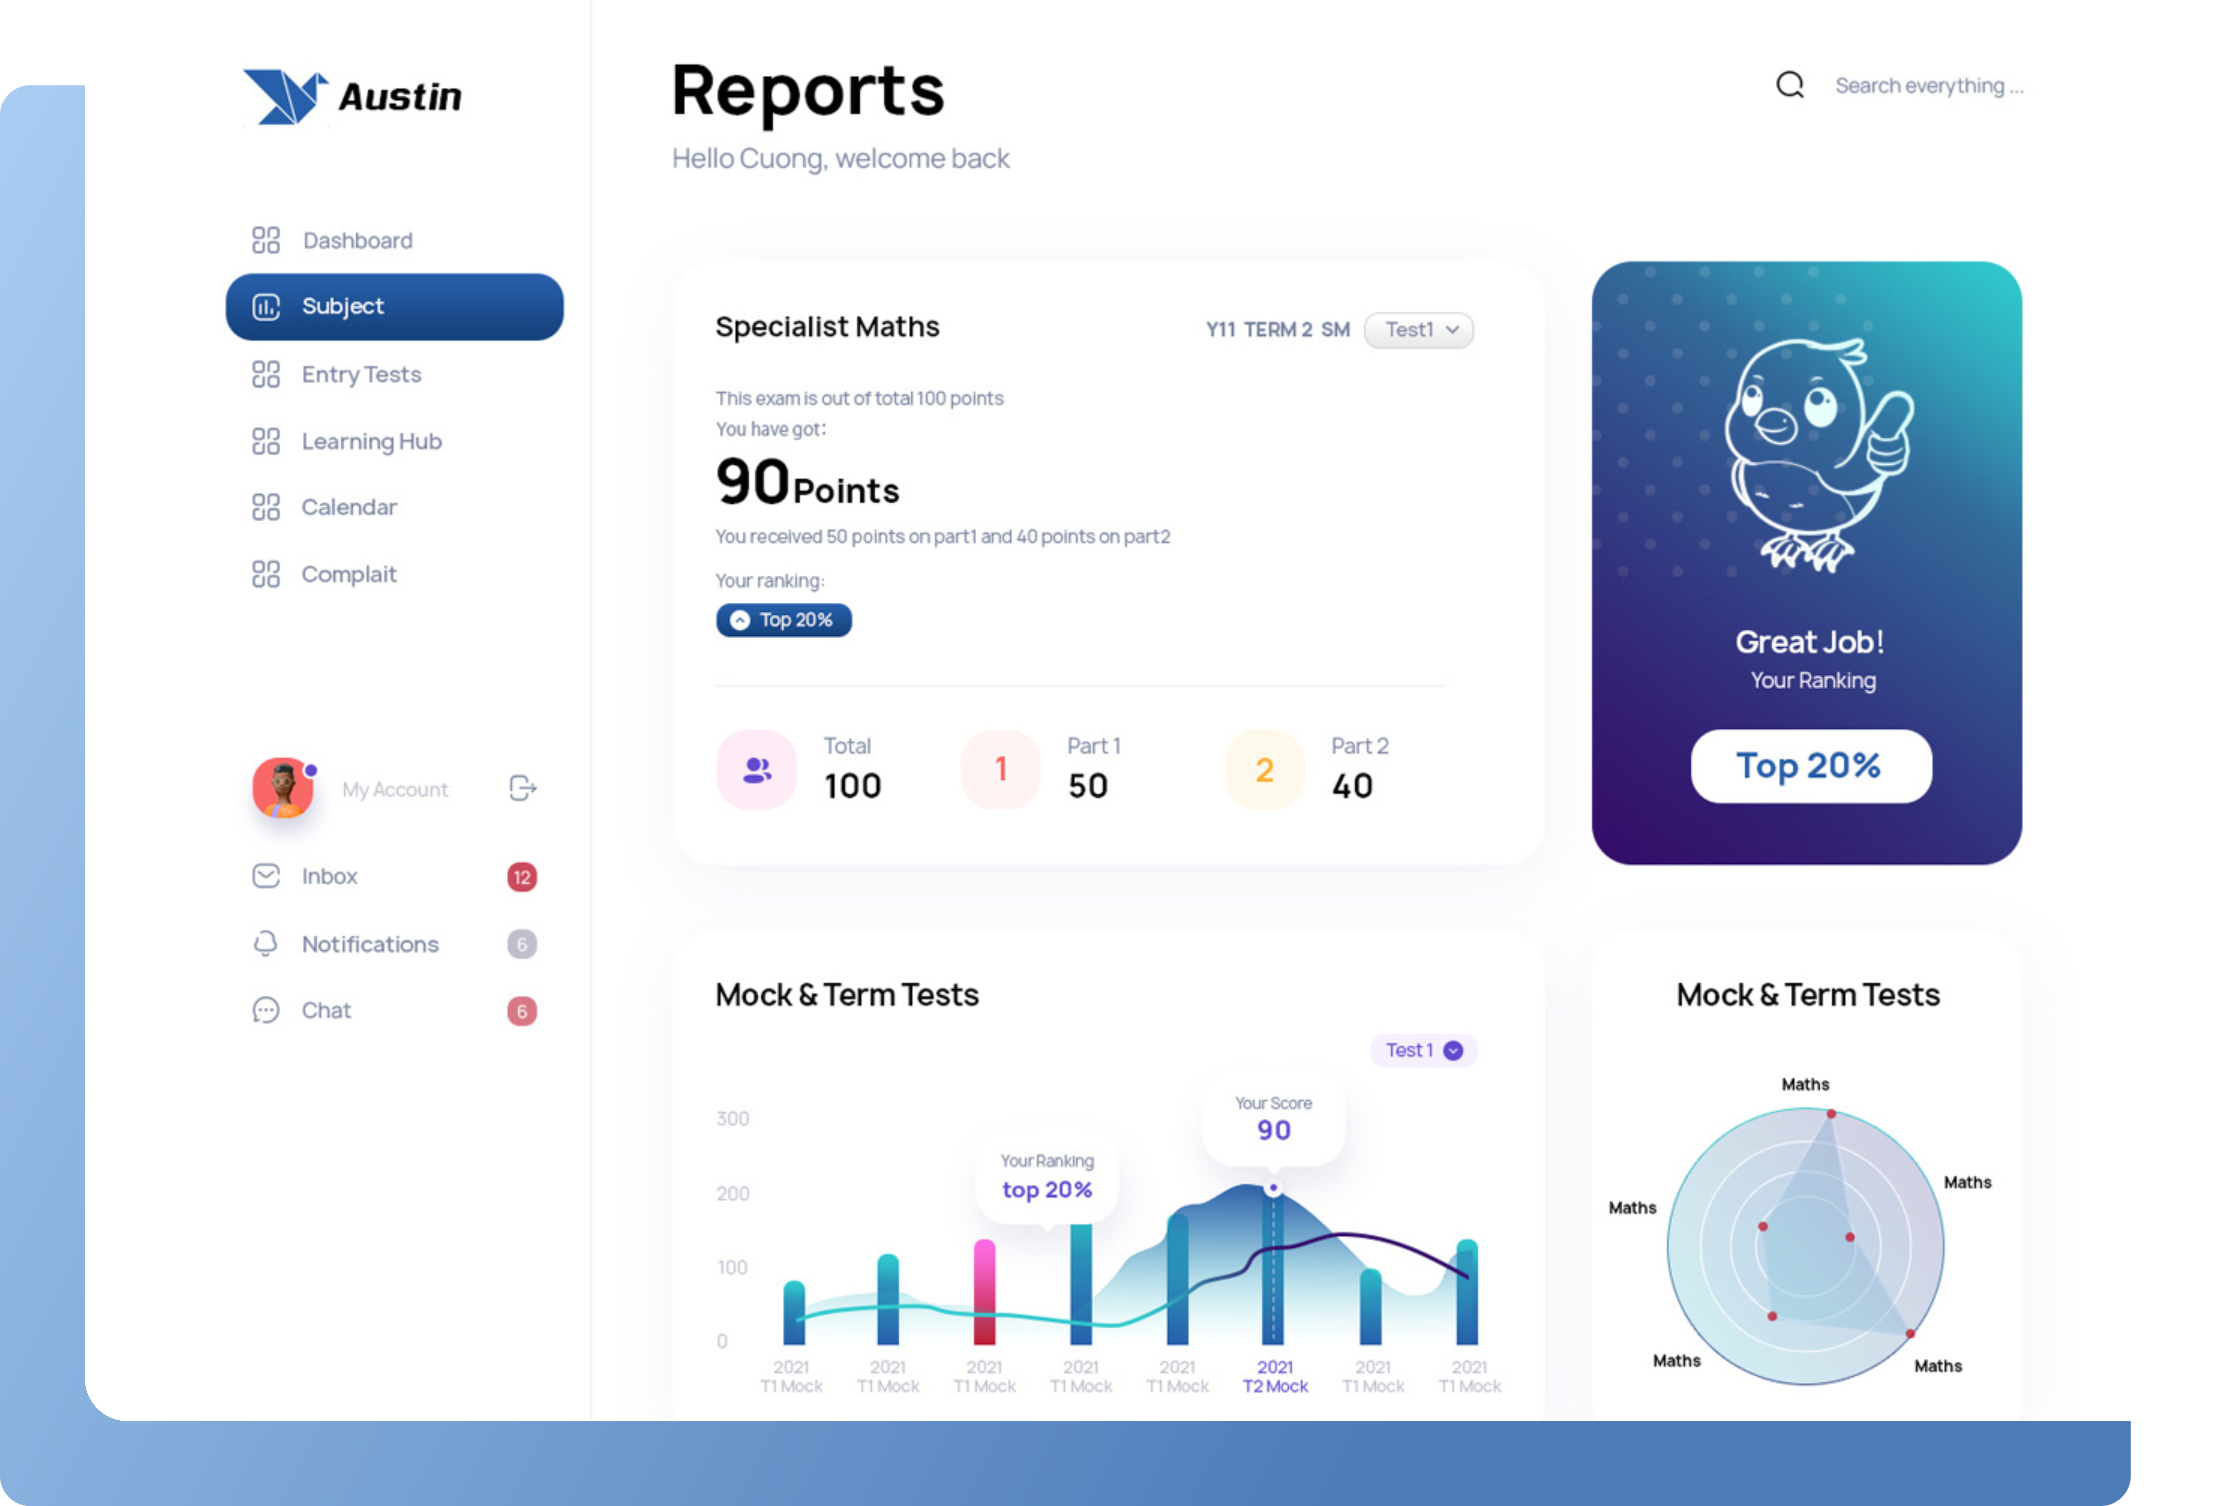 Austin
Dashboard
Subject
Entry Tests
Learning Hub
Calendar
Complait
My Account
Inbox
12
Notifications
6
Chat
6
Reports
Hello Cuong, welcome back
Search everything ...
Specialist Maths
Y11 TERM 2 SM
Test1
This exam is out of total 100 points
You have got:
90 Points
You received 50 points on part1 and 40 points on part2
Your ranking:
Top 20%
Total
100
1
Part 1
50
2
Part 2
40
Great Job!
Your Ranking
Top 20%
Mock & Term Tests
Test 1
300
200
100
0
Your Ranking
top 20%
Your Score
90
2021
T1 Mock
2021
T1 Mock
2021
T1 Mock
2021
T1 Mock
2021
T1 Mock
2021
T2 Mock
2021
T1 Mock
2021
T1 Mock
Mock & Term Tests
Maths
Maths
Maths
Maths
Maths